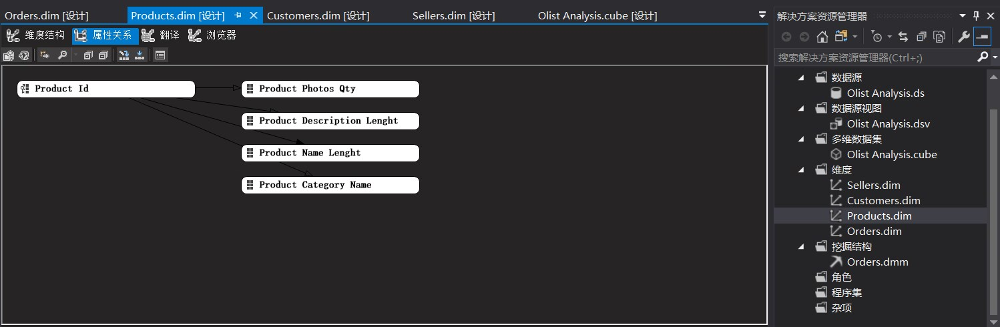 Orders.dim [设计]
Products.dim [设计]
Customers.dim [设计]
Sellers.dim [设计]
Olist Analysis.cube [设计]
维度结构
属性关系
翻译
浏览器
Product Id
Product Photos Qty
Product Description Lenght
Product Name Lenght
Product Category Name
解决方案资源管理器
搜索解决方案资源管理器(Ctrl+;)
数据源
Olist Analysis.ds
数据源视图
Olist Analysis.dsv
多维数据集
Olist Analysis.cube
维度
Sellers.dim
Customers.dim
Products.dim
Orders.dim
挖掘结构
Orders.dmm
角色
程序集
杂项